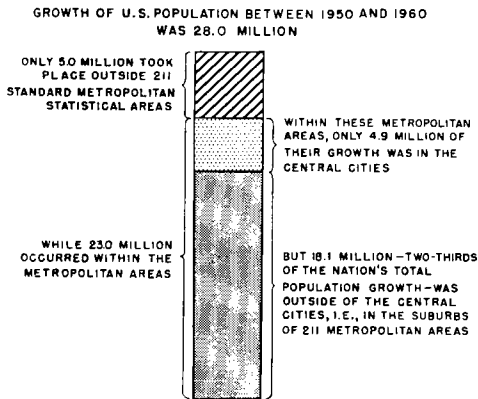 GROWTH OF U.S. POPULATION BETWEEN 1950 AND 1960
WAS 28.0 MILLION
ONLY 5.0 MILLION TOOK
PLACE OUTSIDE 211
STANDARD METROPOLITAN
STATISTICAL AREAS
WITHIN THESE METROPOLITAN
AREAS, ONLY 4.9 MILLION OF
THEIR GROWTH WAS IN THE
CENTRAL CITIES
WHILE 23.0 MILLION
OCCURRED WITHIN THE
METROPOLITAN AREAS
BUT 18.1 MILLION—TWO-THIRDS
OF THE NATION'S TOTAL
POPULATION GROWTH—WAS
OUTSIDE OF THE CENTRAL
CITIES, I.E., IN THE SUBURBS
OF 211 METROPOLITAN AREAS